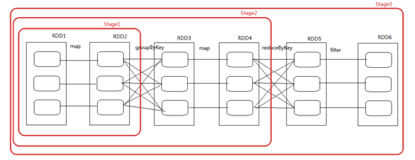 Stage3
Stage2
Stage1
RDD1
RDD2
RDD3
RDD4
RDD5
RDD6
map
groupByKey
map
reduceByKey
filter